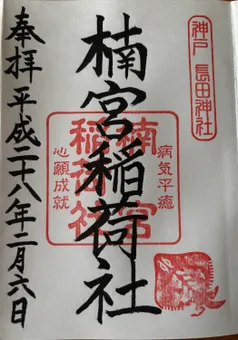 神戸 長田神社
楠宮稲荷社
楠宮
稲荷社
病気平癒
心願成就
奉拝 平成二十八年二月六日